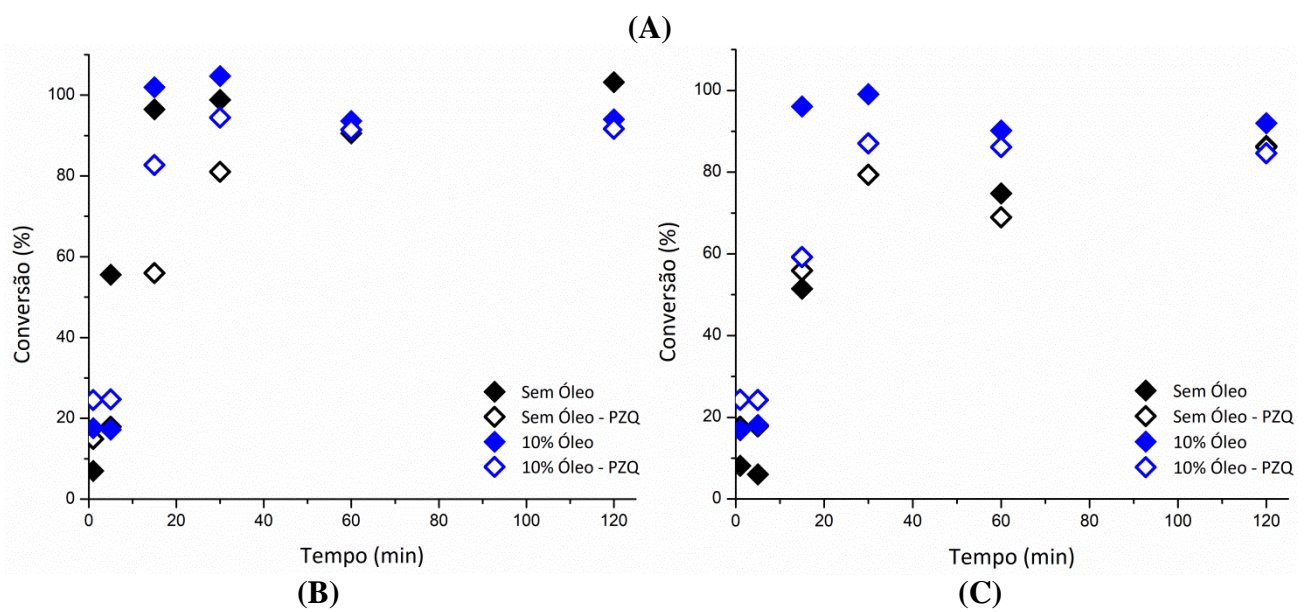 (A)
100
80
60
40
20
0
Conversão (%)
0 20 40 60 80 100 120
Tempo (min)
Sem Óleo
Sem Óleo - PZQ
10% Óleo
10% Óleo - PZQ
(B)
100
80
60
40
20
0
Conversão (%)
0 20 40 60 80 100 120
Tempo (min)
Sem Óleo
Sem Óleo - PZQ
10% Óleo
10% Óleo - PZQ
(C)